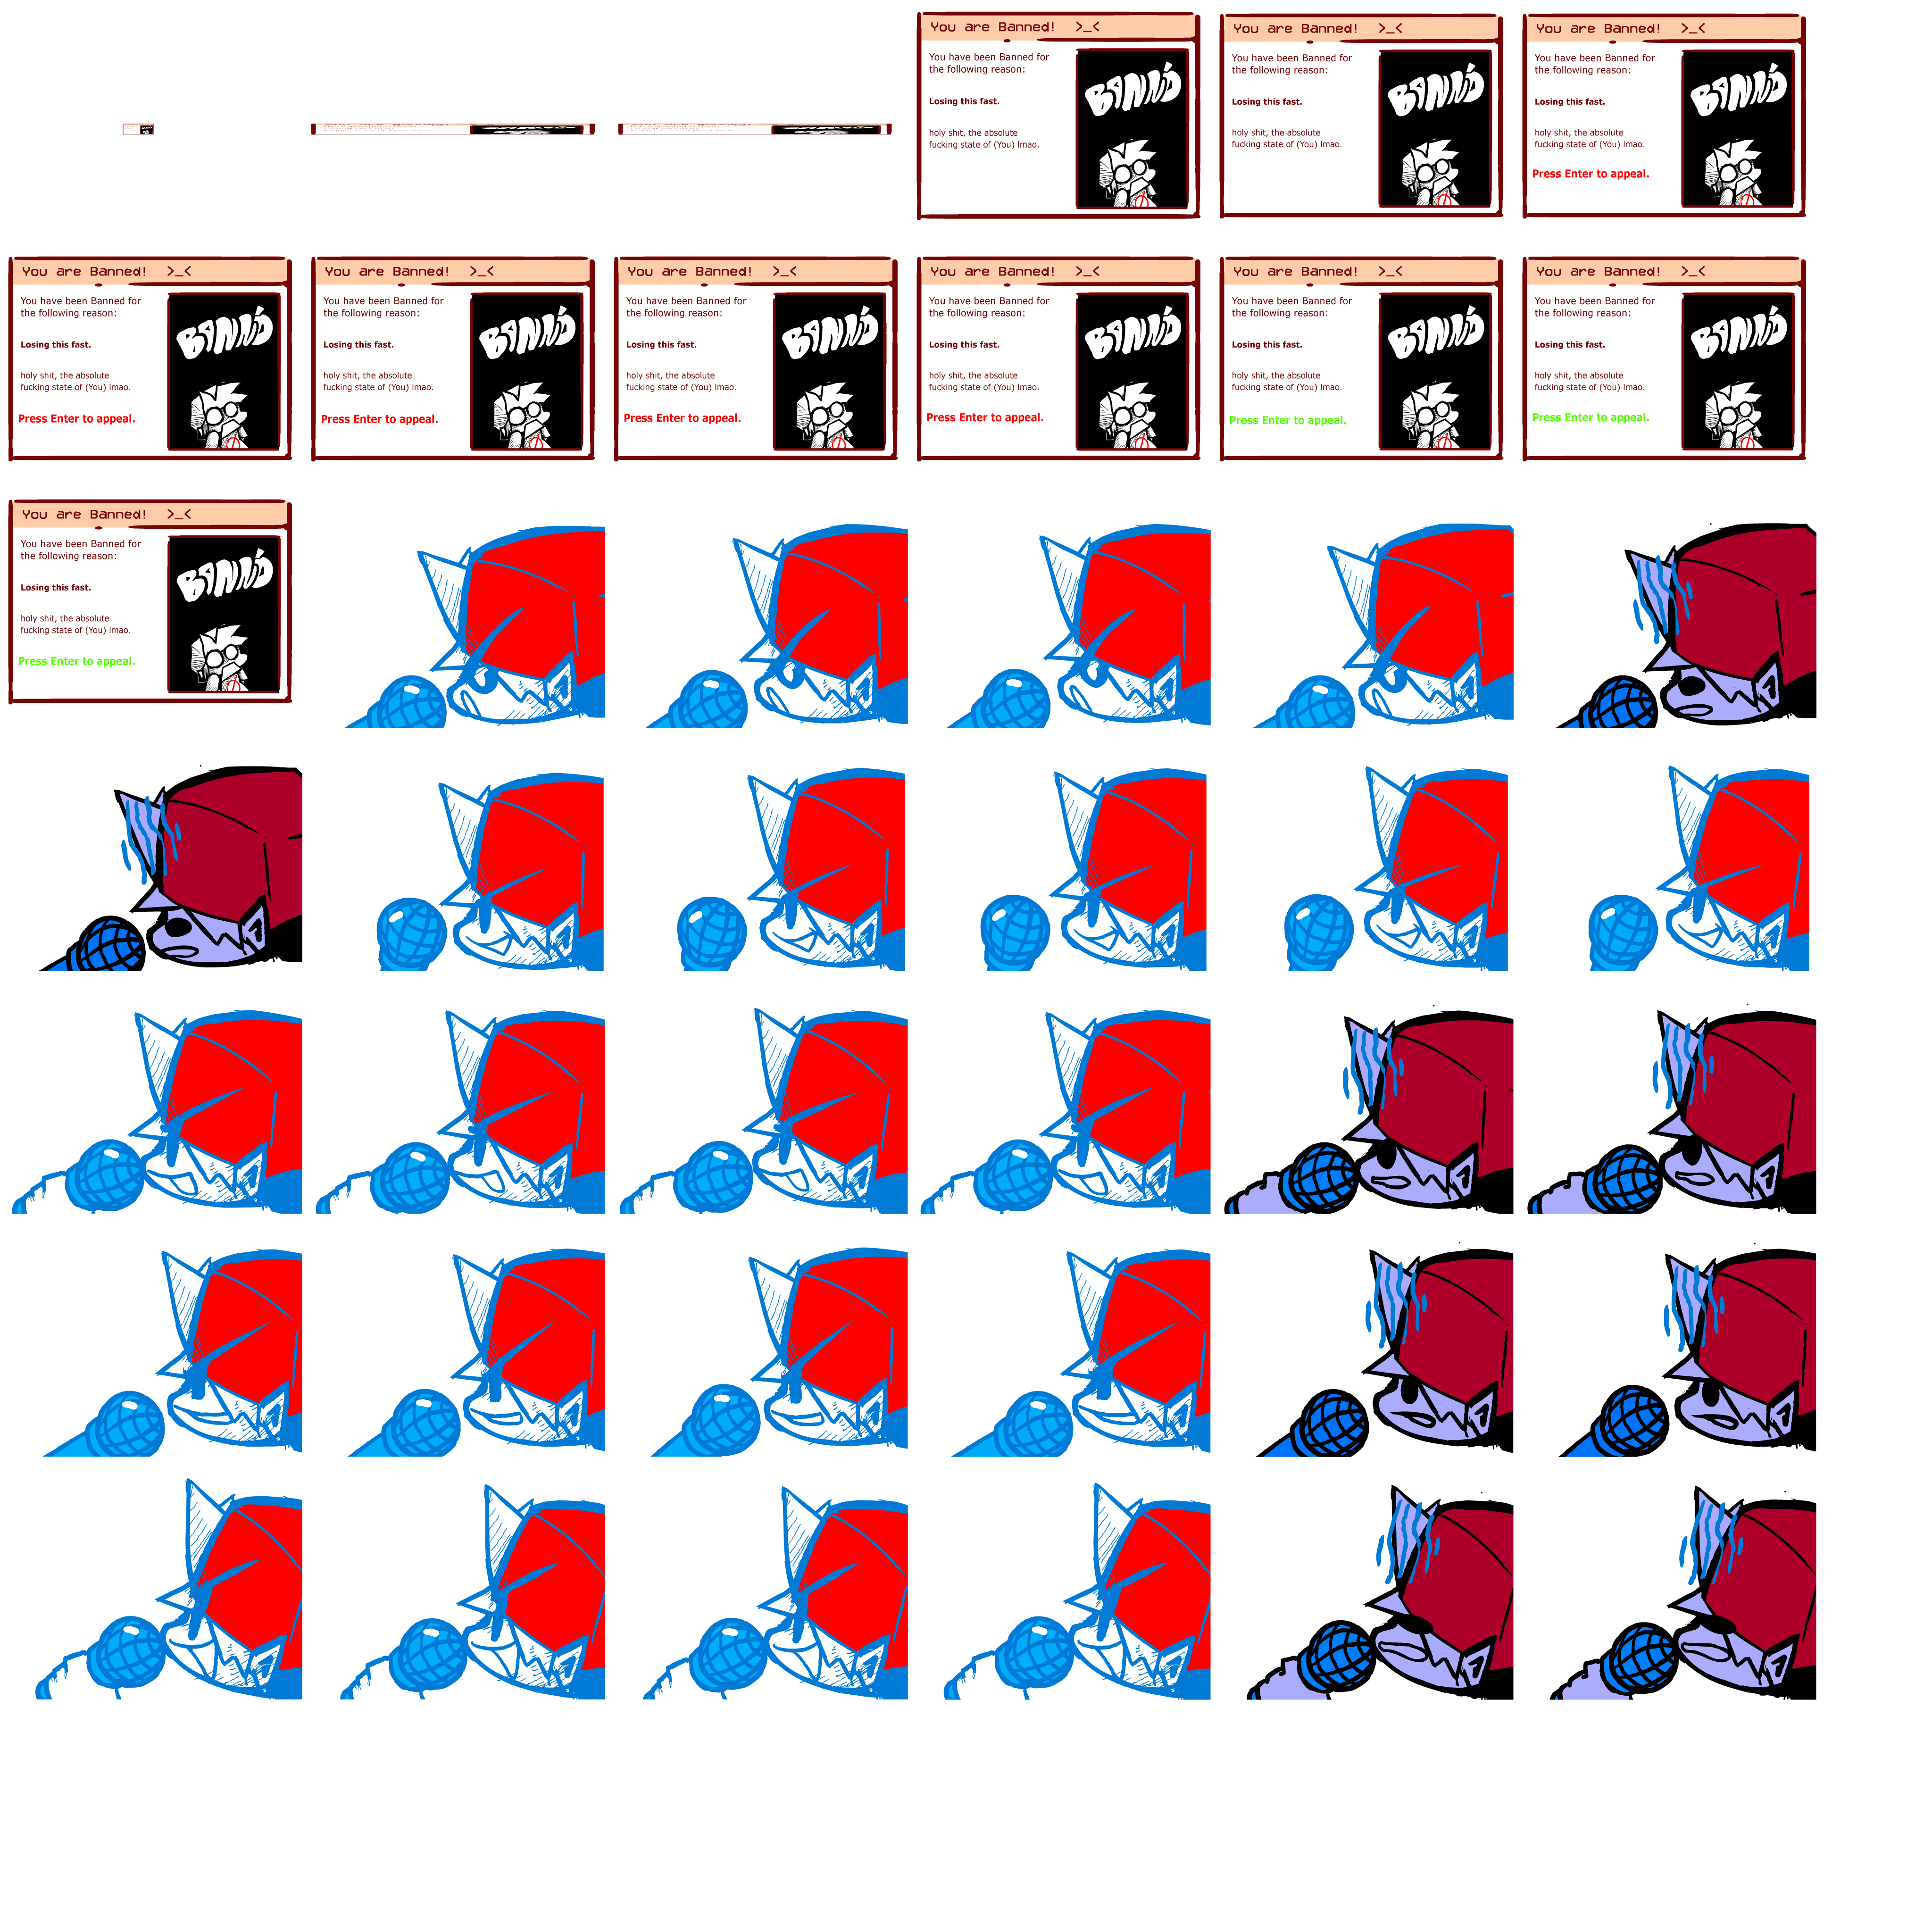 You are Banned! >_<
You have been Banned for
the following reason:
Losing this fast.
holy shit, the absolute
fucking state of (You) lmao.
BANN'D
You are Banned! >_<
You have been Banned for
the following reason:
Losing this fast.
holy shit, the absolute
fucking state of (You) lmao.
BANN'D
You are Banned! >_<
You have been Banned for
the following reason:
Losing this fast.
holy shit, the absolute
fucking state of (You) lmao.
Press Enter to appeal.
BANN'D
You are Banned! >_<
You have been Banned for
the following reason:
Losing this fast.
holy shit, the absolute
fucking state of (You) lmao.
Press Enter to appeal.
BANN'D
You are Banned! >_<
You have been Banned for
the following reason:
Losing this fast.
holy shit, the absolute
fucking state of (You) lmao.
Press Enter to appeal.
BANN'D
You are Banned! >_<
You have been Banned for
the following reason:
Losing this fast.
holy shit, the absolute
fucking state of (You) lmao.
Press Enter to appeal.
BANN'D
You are Banned! >_<
You have been Banned for
the following reason:
Losing this fast.
holy shit, the absolute
fucking state of (You) lmao.
Press Enter to appeal.
BANN'D
You are Banned! >_<
You have been Banned for
the following reason:
Losing this fast.
holy shit, the absolute
fucking state of (You) lmao.
Press Enter to appeal.
BANN'D
You are Banned! >_<
You have been Banned for
the following reason:
Losing this fast.
holy shit, the absolute
fucking state of (You) lmao.
Press Enter to appeal.
BANN'D
You are Banned! >_<
You have been Banned for
the following reason:
Losing this fast.
holy shit, the absolute
fucking state of (You) lmao.
Press Enter to appeal.
BANN'D